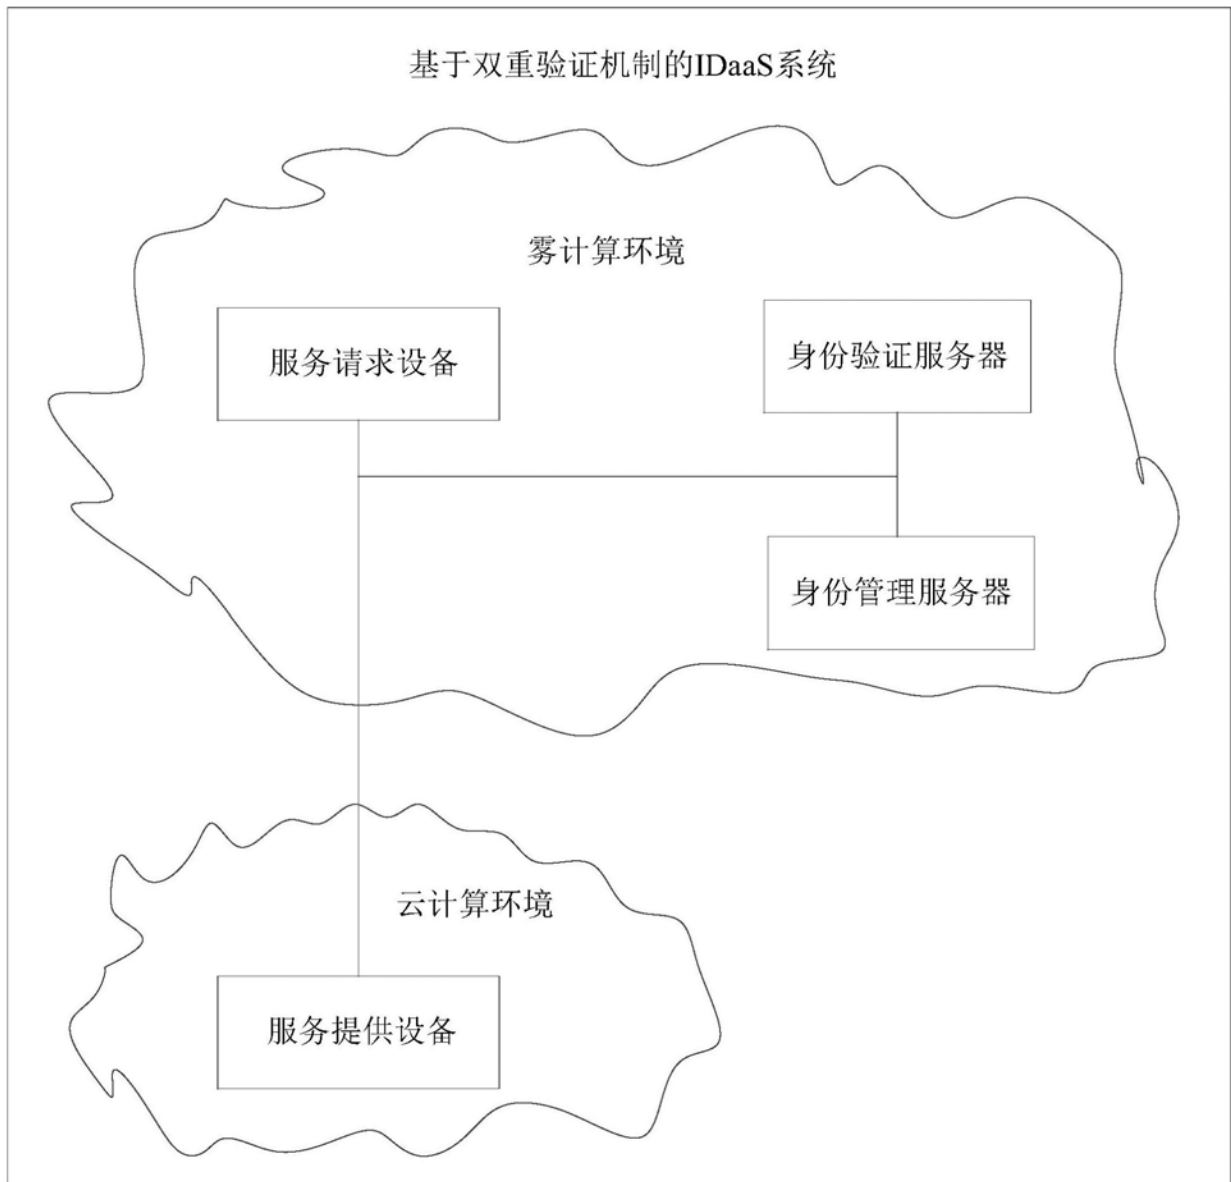 基于双重验证机制的IDaaS系统
雾计算环境
服务请求设备
身份验证服务器
身份管理服务器
云计算环境
服务提供设备